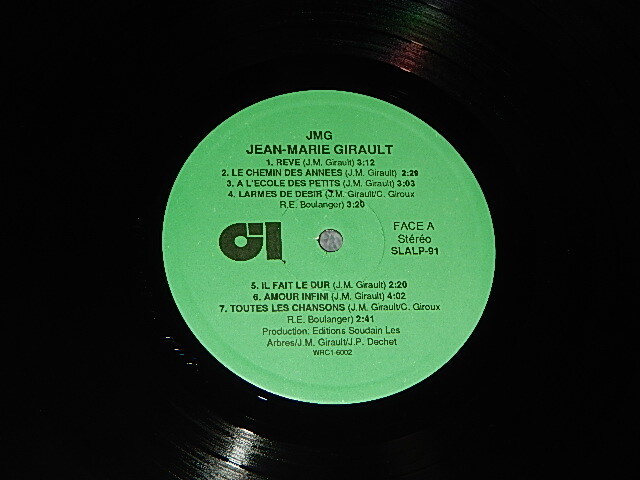 JMG
JEAN-MARIE GIRAULT
1. REVE (J.M. Girault) 3:12
2. LE CHEMIN DES ANNEES (J.M. Girault) 2:29
3. A L'ECOLE DES PETITS (J.M. Girault) 3:03
4. LARMES DE DESIR (J.M. Girault/C. Giroux
R.E. Boulanger) 3:20
FACE A
Stéréo
SLALP-91
5. IL FAIT LE DUR (J.M. Girault) 2:20
6. AMOUR INFINI (J.M. Girault) 4:02
7. TOUTES LES CHANSONS (J.M. Girault/C. Giroux
R.E. Boulanger) 2:41
Production: Editions Soudain Les
Arbres/J.M. Girault/J.P. Dechet
WRC1-6002